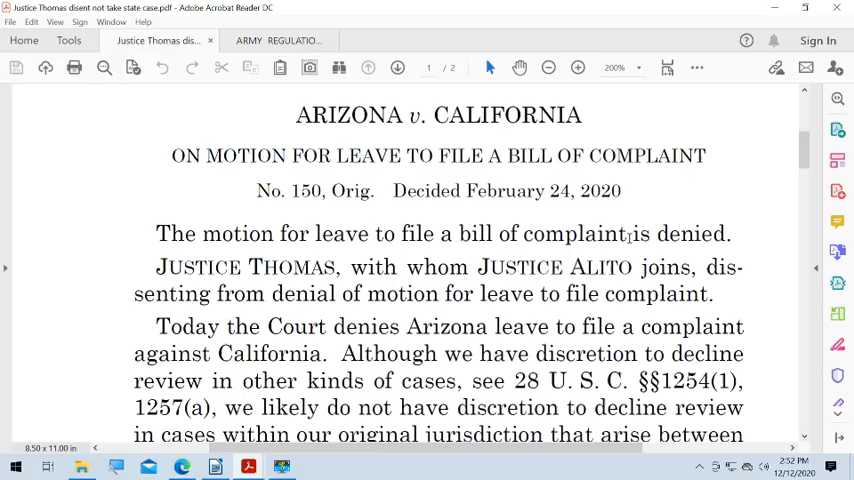 Justice Thomas disent not take state case.pdf - Adobe Acrobat Reader DC
File Edit View Sign Window Help
Home Tools Justice Thomas dis... × ARMY REGULATIO... Sign In
1 / 2 200%
ARIZONA v. CALIFORNIA
ON MOTION FOR LEAVE TO FILE A BILL OF COMPLAINT
No. 150, Orig. Decided February 24, 2020
The motion for leave to file a bill of complaint is denied.
JUSTICE THOMAS, with whom JUSTICE ALITO joins, dis-
senting from denial of motion for leave to file complaint.
Today the Court denies Arizona leave to file a complaint
against California. Although we have discretion to decline
review in other kinds of cases, see 28 U. S. C. §§1254(1),
1257(a), we likely do not have discretion to decline review
in cases within our original jurisdiction that arise between
8.50 x 11.00 in
2:52 PM
12/12/2020